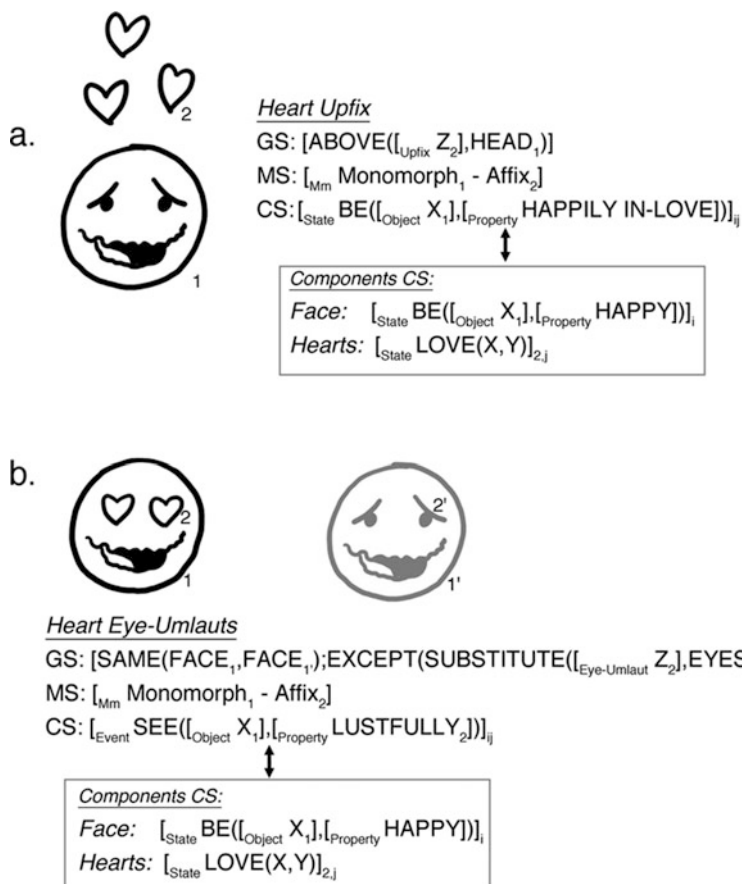 2
a.
1
Heart Upfix
GS: [ABOVE([Upfix Z2],HEAD1)]
MS: [Mm Monomorph1 - Affix2]
CS:[State BE([Object X1],[Property HAPPILY IN-LOVE])]ij
Components CS:
Face: [State BE([Object X1],[Property HAPPY])]i
Hearts: [State LOVE(X,Y)]2,j
b.
2
1
2'
1'
Heart Eye-Umlauts
GS: [SAME(FACE1,FACE1');EXCEPT(SUBSTITUTE([Eye-Umlaut Z2],EYES
MS: [Mm Monomorph1 - Affix2]
CS: [Event SEE([Object X1],[Property LUSTFULLY2])]ij
Components CS:
Face: [State BE([Object X1],[Property HAPPY])]i
Hearts: [State LOVE(X,Y)]2,j